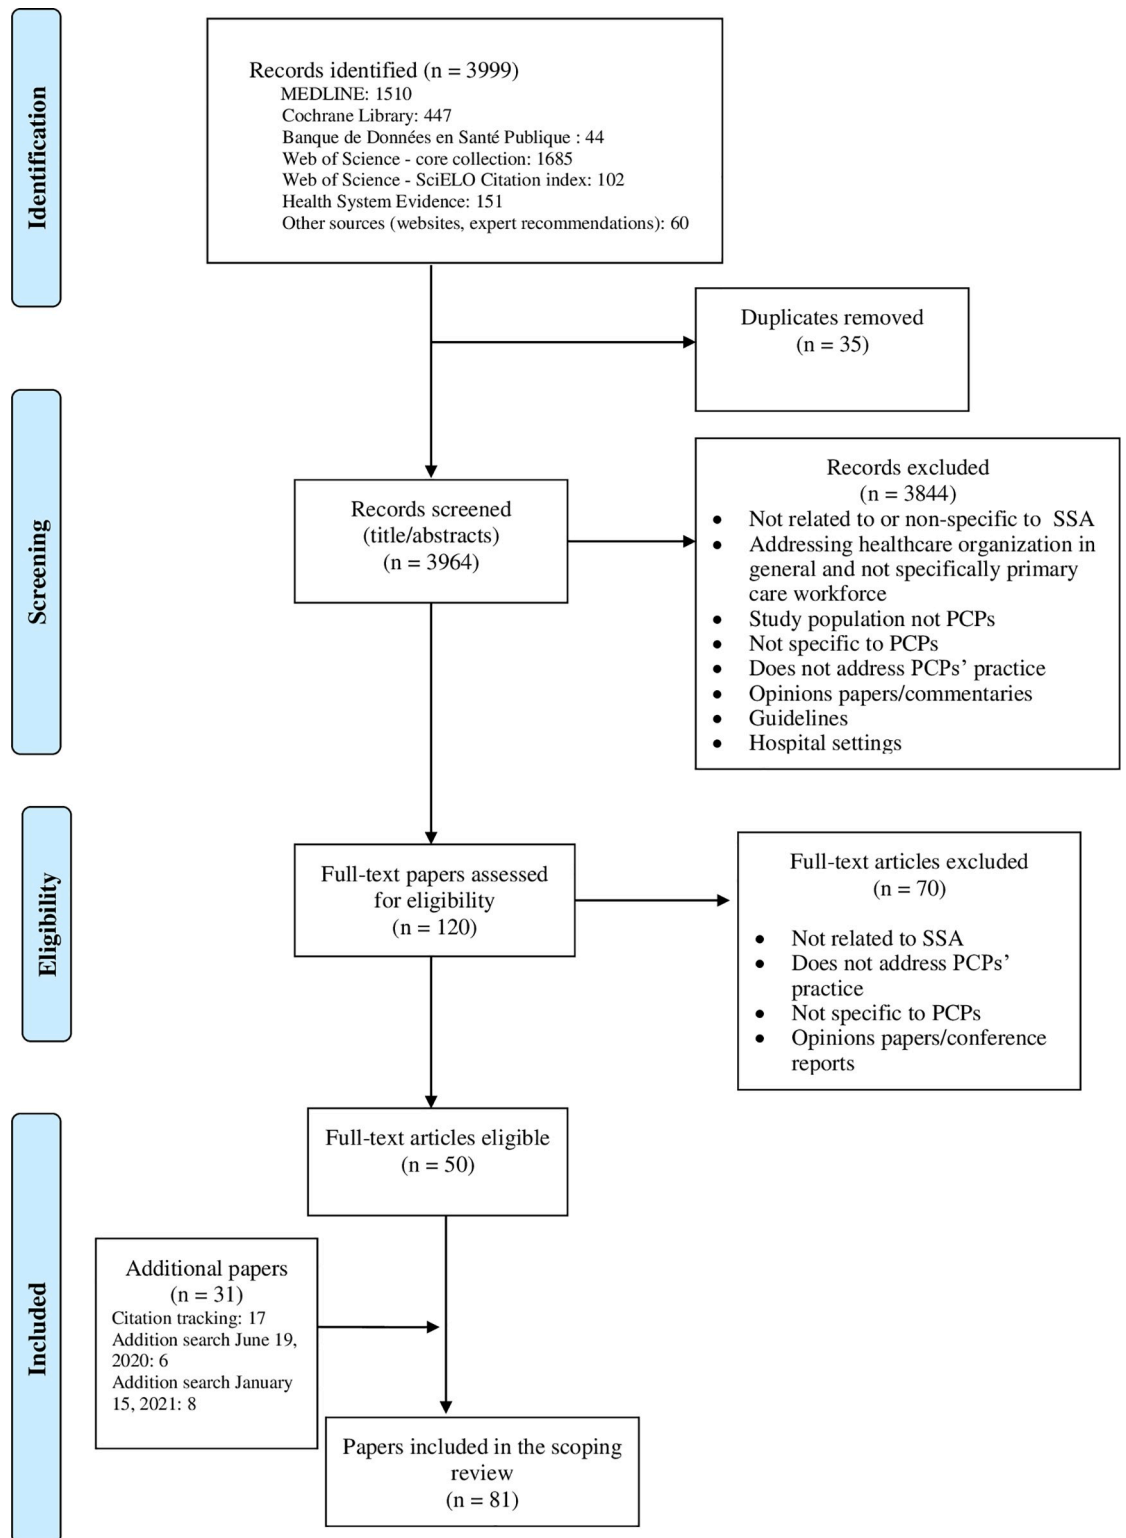 Identification
Records identified (n = 3999)
MEDLINE: 1510
Cochrane Library: 447
Banque de Données en Santé Publique : 44
Web of Science - core collection: 1685
Web of Science - SciELO Citation index: 102
Health System Evidence: 151
Other sources (websites, expert recommendations): 60
Duplicates removed
(n = 35)
Screening
Records screened
(title/abstracts)
(n = 3964)
Records excluded
(n = 3844)
• Not related to or non-specific to SSA
• Addressing healthcare organization in
general and not specifically primary
care workforce
• Study population not PCPs
• Not specific to PCPs
• Does not address PCPs’ practice
• Opinions papers/commentaries
• Guidelines
• Hospital settings
Eligibility
Full-text papers assessed
for eligibility
(n = 120)
Full-text articles excluded
(n = 70)
• Not related to SSA
• Does not address PCPs’
practice
• Not specific to PCPs
• Opinions papers/conference
reports
Included
Full-text articles eligible
(n = 50)
Additional papers
(n = 31)
Citation tracking: 17
Addition search June 19,
2020: 6
Addition search January
15, 2021: 8
Papers included in the scoping
review
(n = 81)